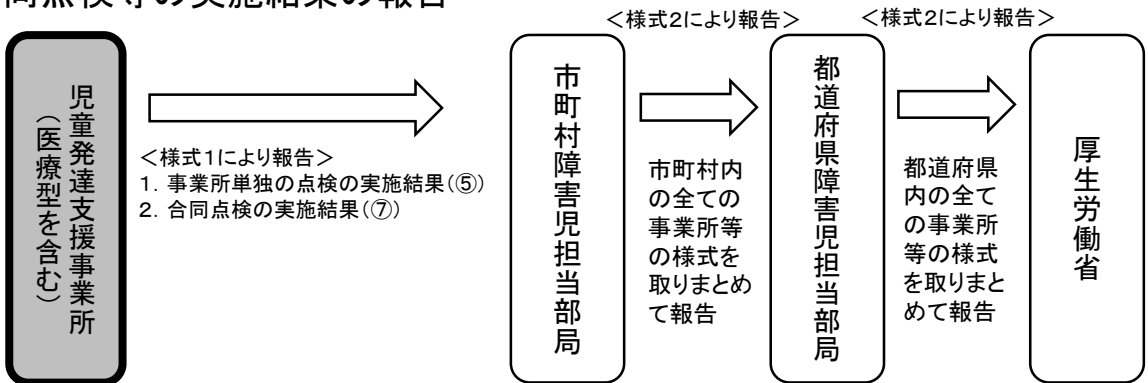 同点検等の実施結果の報告
＜様式2により報告＞
＜様式2により報告＞
児童発達支援事業所
（医療型を含む）
＜様式1により報告＞
1．事業所単独の点検の実施結果（⑤）
2．合同点検の実施結果（⑦）
市町村障害児担当部局
市町村内
の全ての
事業所等
の様式を
取りまとめ
て報告
都道府県障害児担当部局
都道府県
内の全て
の事業所
等の様式
を取りまと
めて報告
厚生労働省